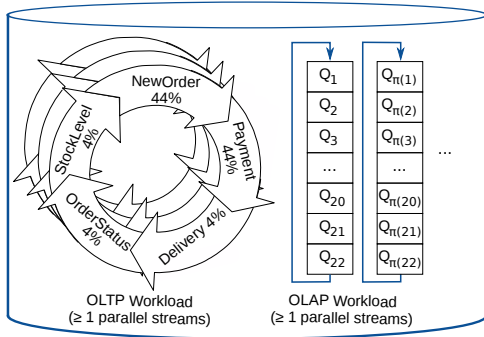 NewOrder
44%
Payment
44%
Delivery 4%
OrderStatus
4%
StockLevel
4%
OLTP Workload
(≥ 1 parallel streams)
Q1
Q2
Q3
...
Q20
Q21
Q22
Qπ(1)
Qπ(2)
Qπ(3)
...
Qπ(20)
Qπ(21)
Qπ(22)
...
OLAP Workload
(≥ 1 parallel streams)